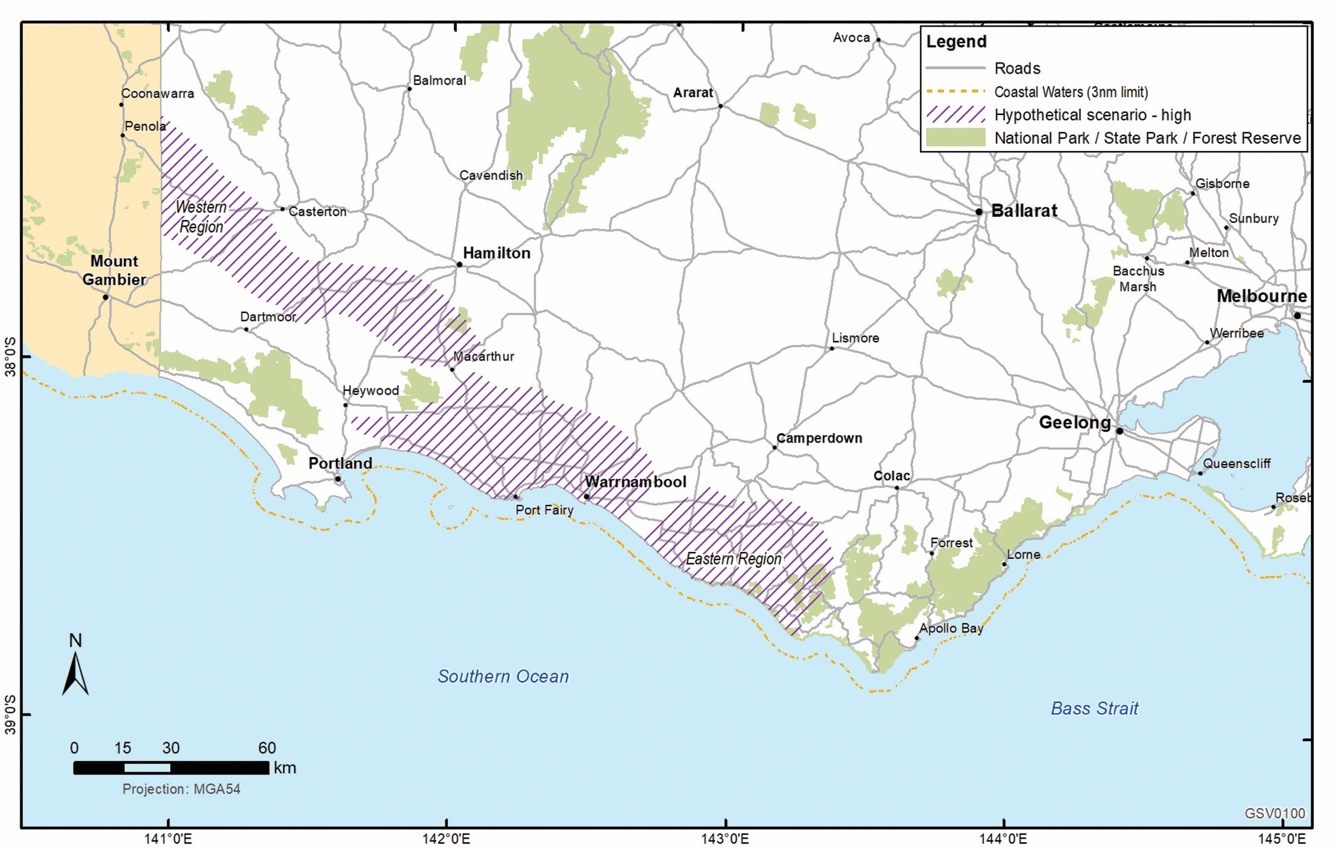 Avoca
Legend
Roads
Coastal Waters (3nm limit)
Hypothetical scenario - high
National Park / State Park / Forest Reserve
Balmoral
Coonawarra
Ararat
Penola
Cavendish
Gisborne
Western
Region
Casterton
Ballarat
Sunbury
Hamilton
Melton
Mount
Gambier
Bacchus
Marsh
Melbourne
Dartmoor
Lismore
Werribee
38°0'S
Macarthur
Heywood
Geelong
Camperdown
Portland
Colac
Queenscliff
Warrnambool
Roseb
Port Fairy
Forrest
Eastern Region
Lorne
Apollo Bay
N
Southern Ocean
Bass Strait
39°0'S
0 15 30 60
km
Projection: MGA54
GSV0100
141°0'E 142°0'E 143°0'E 144°0'E 145°0'E